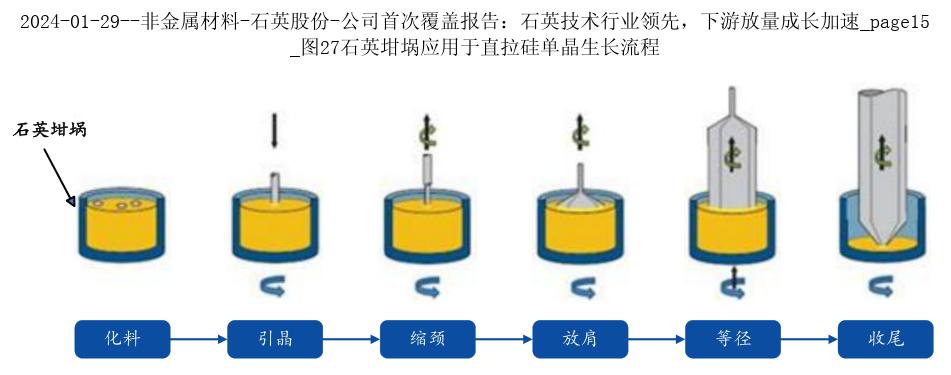 2024-01-29--非金属材料-石英股份-公司首次覆盖报告：石英技术行业领先，下游放量成长加速_page15
_图27石英坩埚应用于直拉硅单晶生长流程
石英坩埚
化料
引晶
缩颈
放肩
等径
收尾